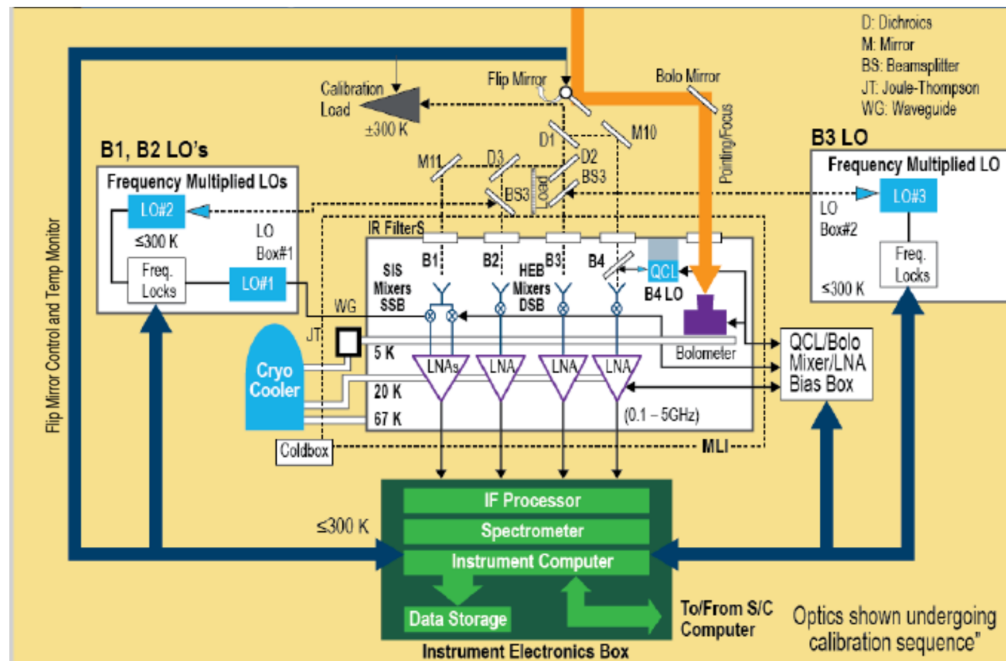 D: Dichroics
M: Mirror
BS: Beamsplitter
JT: Joule-Thompson
WG: Waveguide
Flip Mirror
Bolo Mirror
Calibration
Load
±300 K
D1
M10
Pointing/Focus
M11
D3
D2
BS3
BS3
Load
B1, B2 LO's
Frequency Multiplied LOs
LO#2
≤300 K
LO
Box#1
Freq.
Locks
LO#1
B3 LO
Frequency Multiplied LO
LO#3
LO
Box#2
Freq.
Locks
≤300 K
Flip Mirror Control and Temp Monitor
IR FilterS
B1
B2
B3
B4
SIS
Mixers
SSB
HEB
Mixers
DSB
QCL
B4 LO
WG
JT
Bolometer
5 K
LNAs
LNA
LNA
LNA
20 K
67 K
(0.1 – 5GHz)
Cryo
Cooler
Coldbox
MLI
QCL/Bolo
Mixer/LNA
Bias Box
≤300 K
IF Processor
Spectrometer
Instrument Computer
Data Storage
To/From S/C
Computer
Instrument Electronics Box
Optics shown undergoing
calibration sequence"